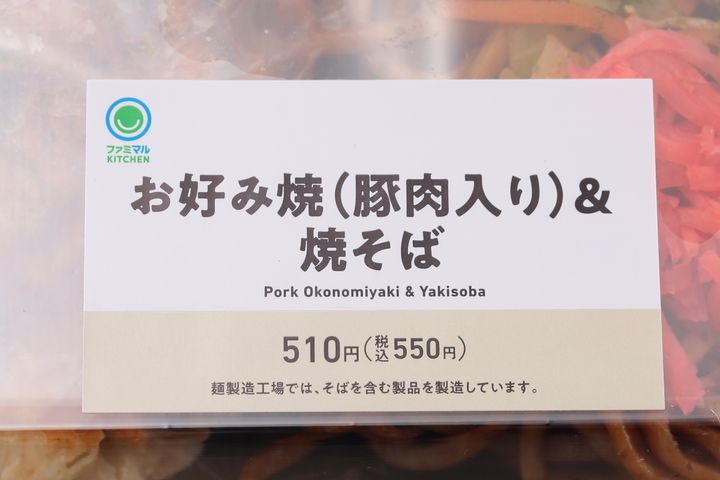 ファミマル
KITCHEN
お好み焼(豚肉入り)&
焼そば
Pork Okonomiyaki & Yakisoba
510円(税込550円)
麺製造工場では、そばを含む製品を製造しています。